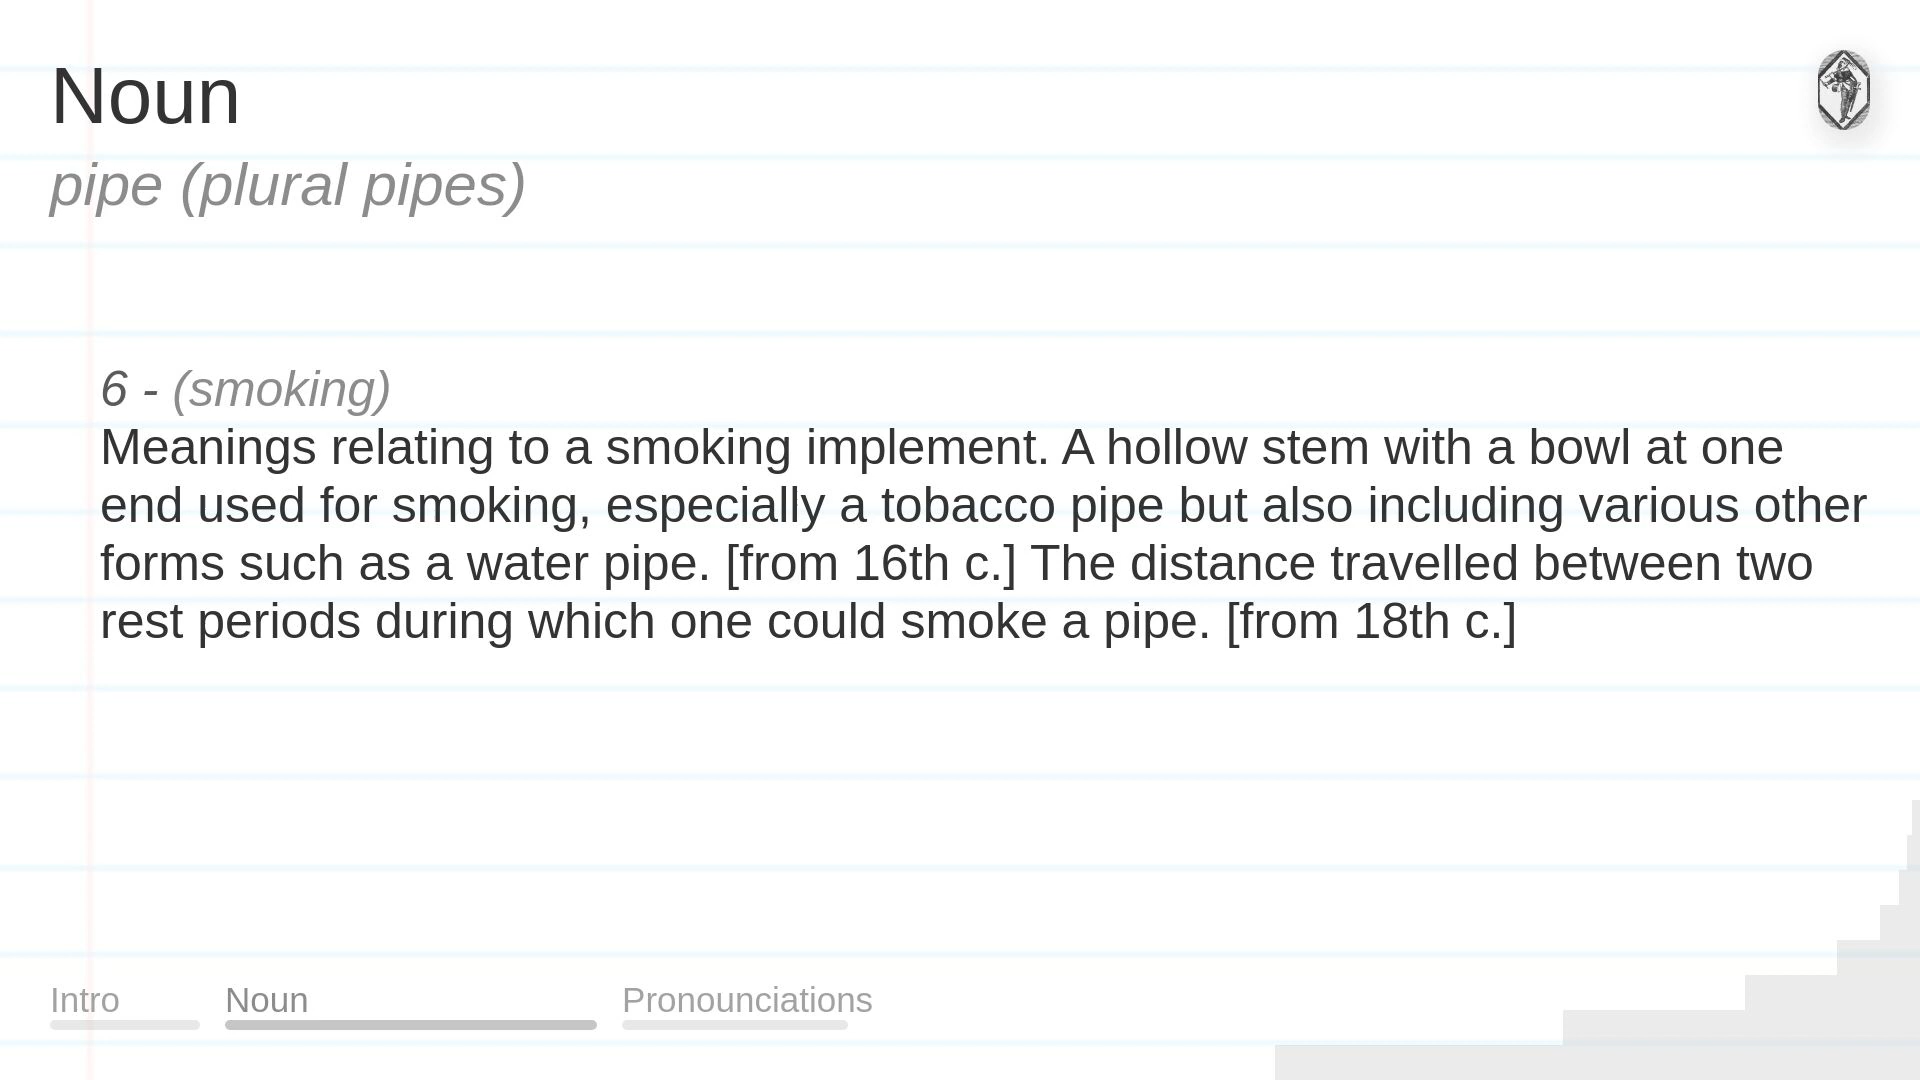 Noun
pipe (plural pipes)
6 - (smoking)
Meanings relating to a smoking implement. A hollow stem with a bowl at one
end used for smoking, especially a tobacco pipe but also including various other
forms such as a water pipe. [from 16th c.] The distance travelled between two
rest periods during which one could smoke a pipe. [from 18th c.]
Intro
Noun
Pronounciations